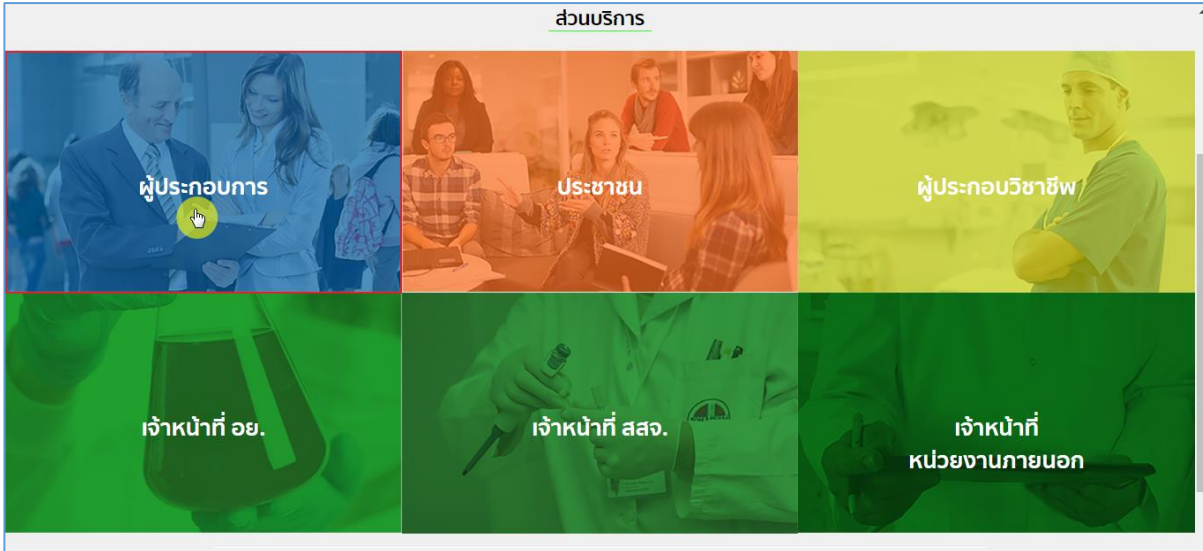 ส่วนบริการ
ผู้ประกอบการ
ประชาชน
ผู้ประกอบวิชาชีพ
เจ้าหน้าที่ อย.
เจ้าหน้าที่ สสจ.
เจ้าหน้าที่
หน่วยงานภายนอก